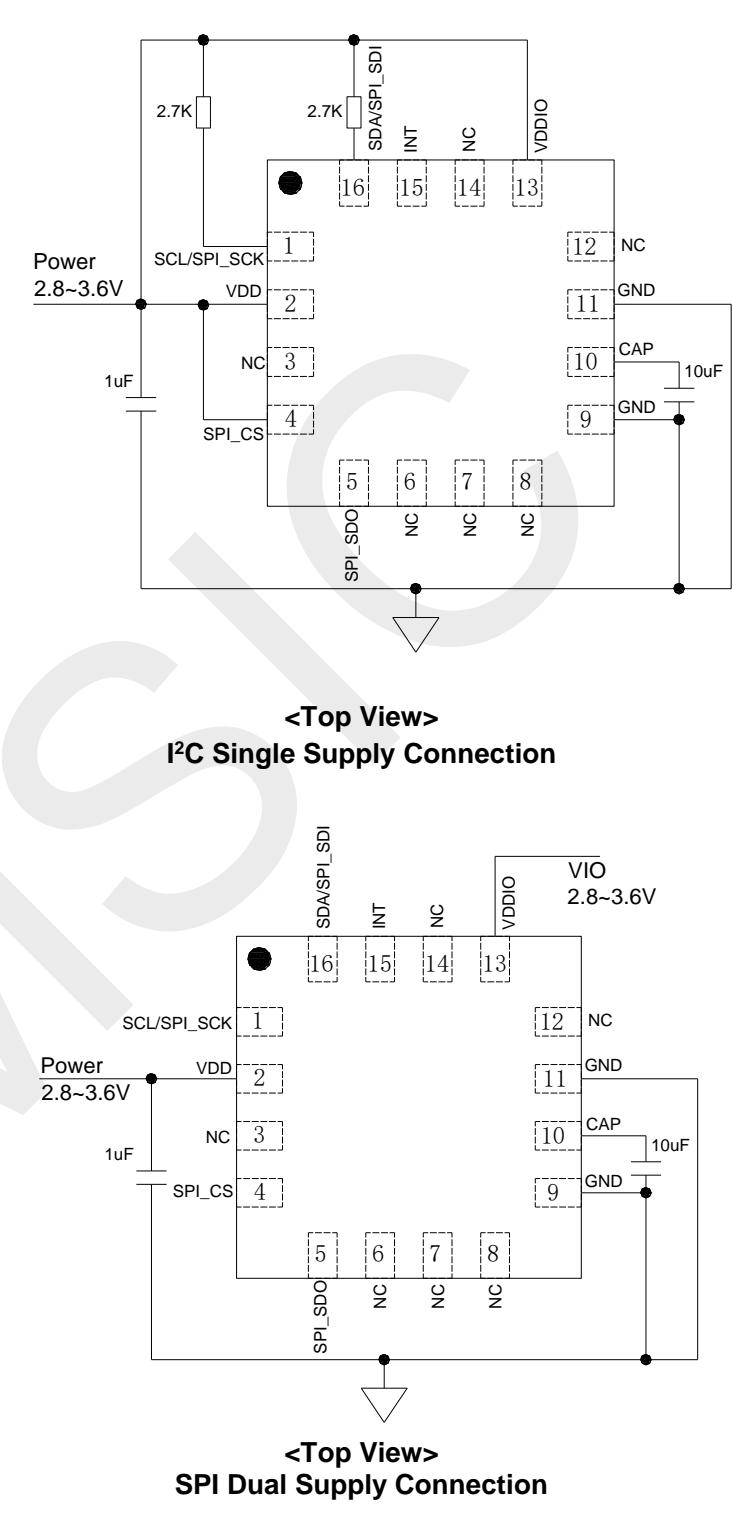 2.7K
2.7K
SDA/SPI_SDI
INT
NC
VDDIO
16
15
14
13
SCL/SPI_SCK
1
12
NC
Power
2.8~3.6V
VDD
2
11
GND
NC
3
10
CAP
1uF
10uF
SPI_CS
4
9
GND
5
6
7
8
SPI_SDO
NC
NC
NC
<Top View>
I²C Single Supply Connection
SDA/SPI_SDI
INT
NC
VDDIO
VIO
2.8~3.6V
16
15
14
13
SCL/SPI_SCK
1
12
NC
Power
2.8~3.6V
VDD
2
11
GND
NC
3
10
CAP
1uF
10uF
SPI_CS
4
9
GND
5
6
7
8
SPI_SDO
NC
NC
NC
<Top View>
SPI Dual Supply Connection
MSIC